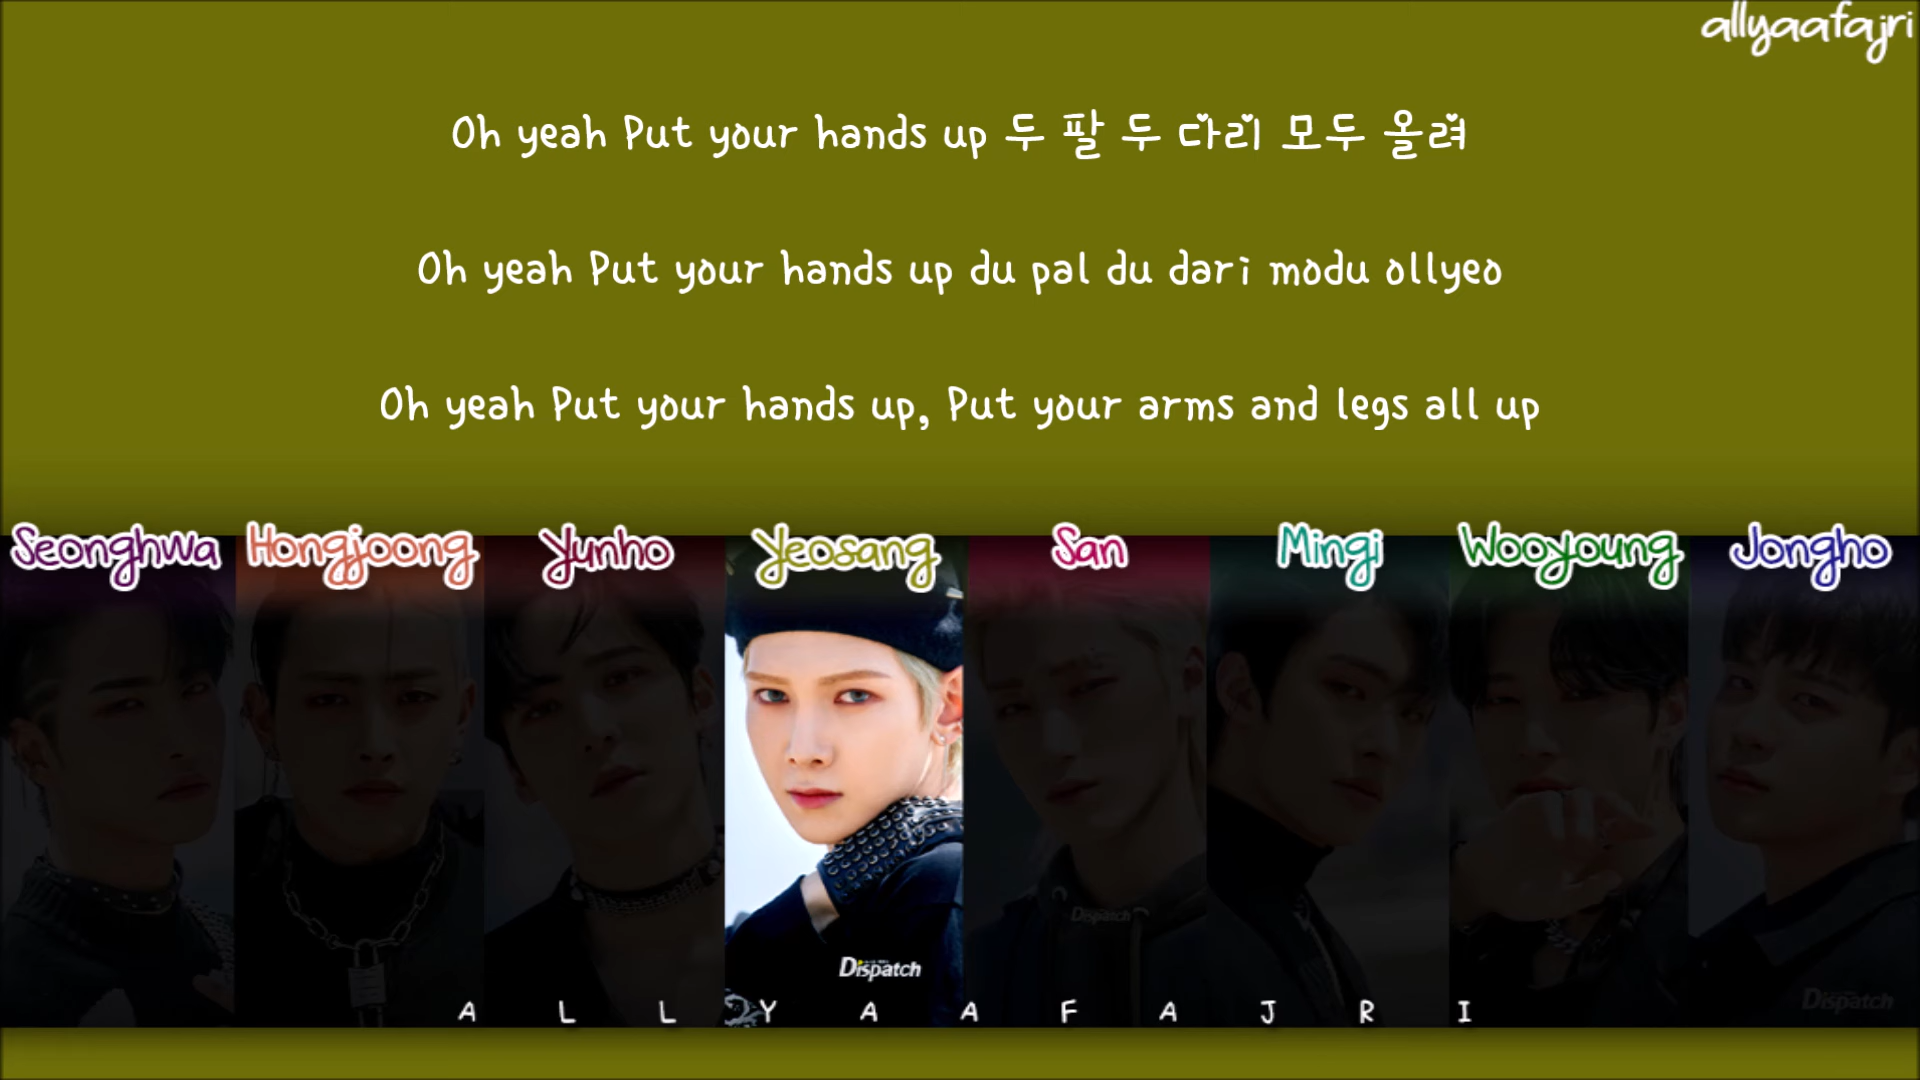 allyaafajri
Oh yeah Put your hands up 두 팔 두 다리 모두 올려
Oh yeah Put your hands up du pal du dari modu ollyeo
Oh yeah Put your hands up, Put your arms and legs all up
Seonghwa Hongjoong Yunho Yeosang San Mingi Wooyoung Jongho
Dispatch
Dispatch
Dispatch
A L L Y A A F A J R I